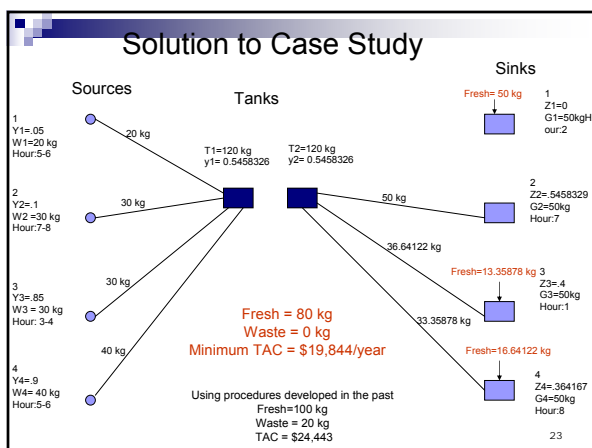 Solution to Case Study
Sources
Tanks
Sinks
1
Y1=.05
W1=20 kg
Hour:5-6
20 kg
2
Y2=.1
W2 =30 kg
Hour:7-8
30 kg
3
Y3=.85
W3 = 30 kg
Hour: 3-4
30 kg
4
Y4=.9
W4= 40 kg
Hour:5-6
40 kg
T1=120 kg
y1= 0.5458326
T2=120 kg
y2= 0.5458326
Fresh= 50 kg
1
Z1=0
G1=50kgH
our:2
50 kg
2
Z2=.5458329
G2=50kg
Hour:7
36.64122 kg
Fresh=13.35878 kg
3
Z3=.4
G3=50kg
Hour:1
33.35878 kg
Fresh=16.64122 kg
4
Z4=.364167
G4=50kg
Hour:8
Fresh = 80 kg
Waste = 0 kg
Minimum TAC = $19,844/year
Using procedures developed in the past
Fresh=100 kg
Waste = 20 kg
TAC = $24,443
23